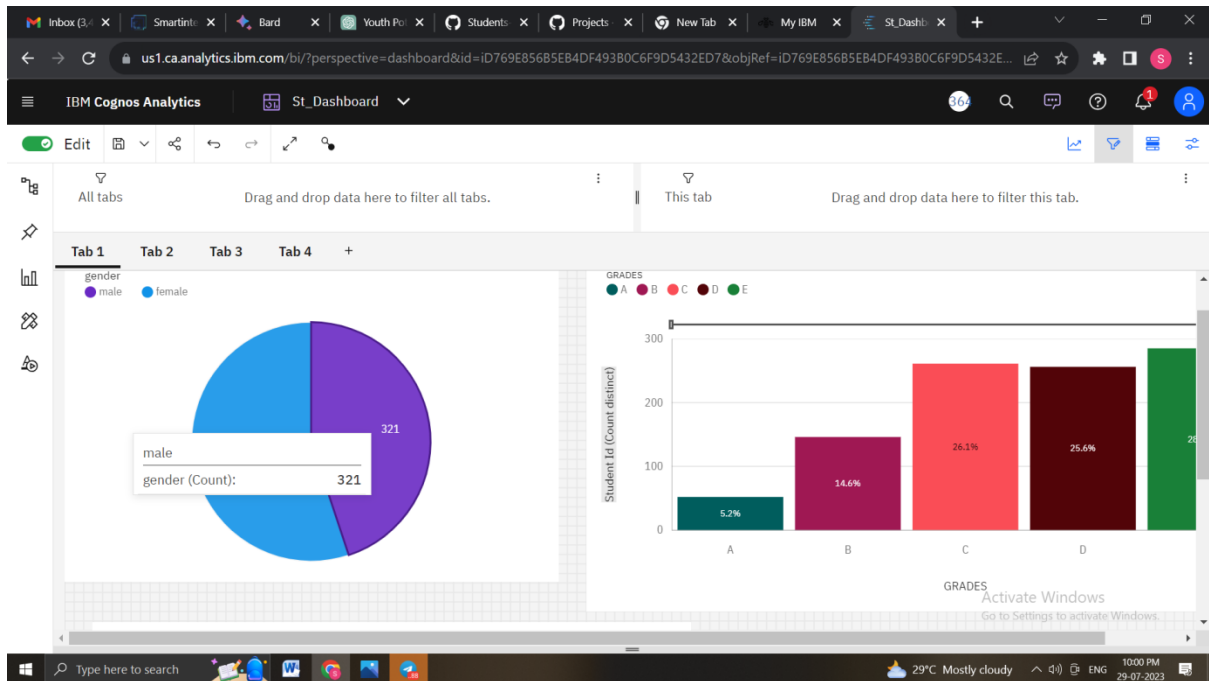 Inbox (3,4
Smartinte
Bard
Youth Pol
Students-
Projects -
New Tab
My IBM
St_Dashb
us1.ca.analytics.ibm.com/bi/?perspective=dashboard&id=iD769E856B5EB4DF493B0C6F9D5432ED7&objRef=iD769E856B5EB4DF493B0C6F9D5432E...
S
IBM Cognos Analytics
St_Dashboard
364
1
Edit
All tabs
Drag and drop data here to filter all tabs.
This tab
Drag and drop data here to filter this tab.
Tab 1 Tab 2 Tab 3 Tab 4 +
gender
male female
321
male
gender (Count): 321
GRADES
A B C D E
Student Id (Count distinct)
300
200
100
0
5.2%
14.6%
26.1%
25.6%
28
A B C D
GRADES
Activate Windows
Go to Settings to activate Windows.
Type here to search
29°C Mostly cloudy
ENG
10:00 PM
29-07-2023